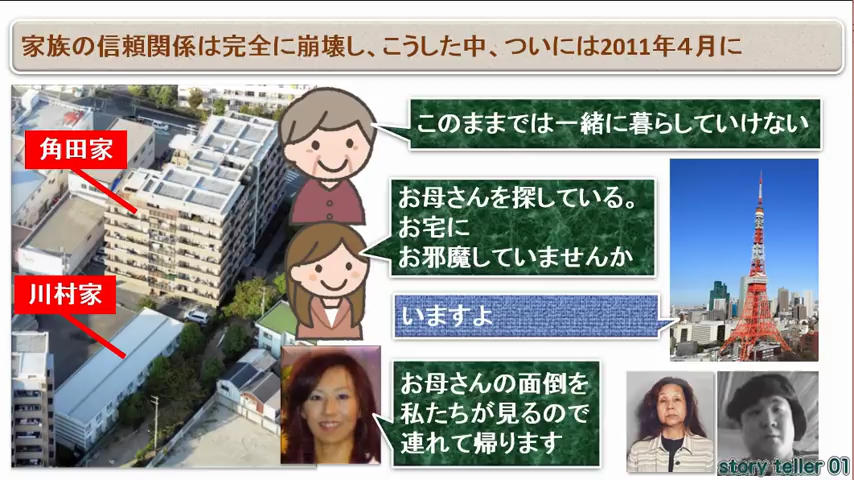 家族の信頼関係は完全に崩壊し、こうした中、ついには2011年４月に
角田家
このままでは一緒に暮らしていけない
お母さんを探している。
お宅に
お邪魔していませんか
川村家
いますよ
お母さんの面倒を
私たちが見るので
連れて帰ります
story teller 01